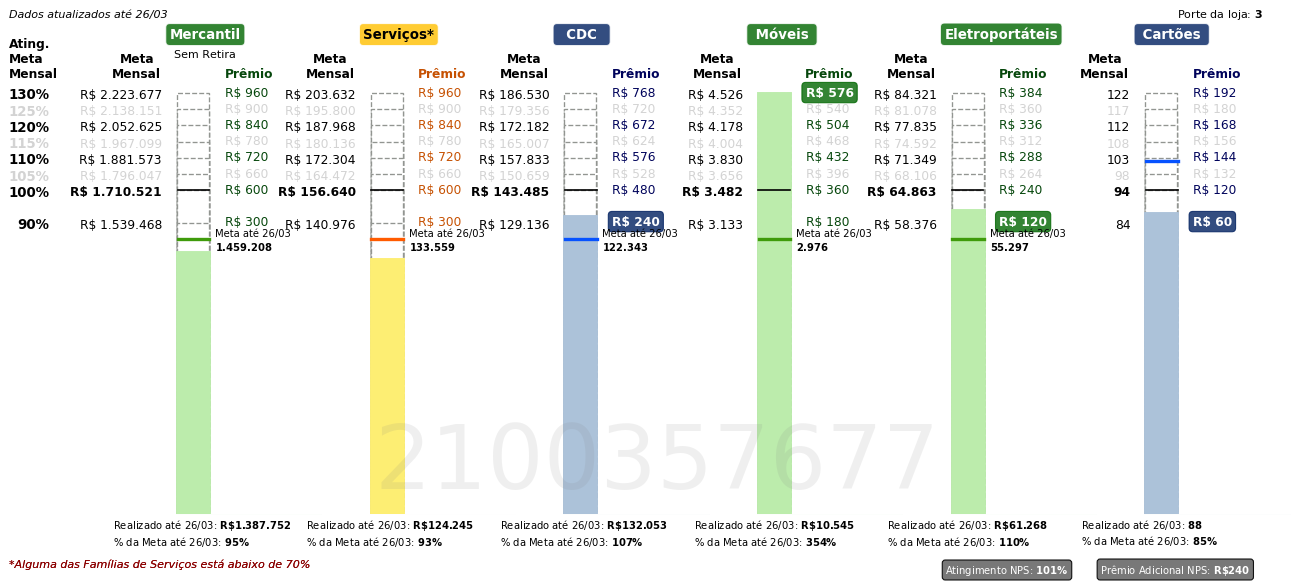 Dados atualizados até 26/03
Porte da loja: 3
Mercantil Serviços* CDC Móveis Eletroportáteis Cartões
Sem Retira
Ating. Meta Mensal
Meta Mensal Prêmio Meta Mensal Prêmio Meta Mensal Prêmio Meta Mensal Prêmio Meta Mensal Prêmio Meta Mensal Prêmio
130% R$ 2.223.677 R$ 960 R$ 203.632 R$ 960 R$ 186.530 R$ 768 R$ 4.526 R$ 576 R$ 84.321 R$ 384 122 R$ 192
125% R$ 2.138.151 R$ 900 R$ 195.800 R$ 900 R$ 179.356 R$ 720 R$ 4.352 R$ 540 R$ 81.078 R$ 360 117 R$ 180
120% R$ 2.052.625 R$ 840 R$ 187.968 R$ 840 R$ 172.182 R$ 672 R$ 4.178 R$ 504 R$ 77.835 R$ 336 112 R$ 168
115% R$ 1.967.099 R$ 780 R$ 180.136 R$ 780 R$ 165.007 R$ 624 R$ 4.004 R$ 468 R$ 74.592 R$ 312 108 R$ 156
110% R$ 1.881.573 R$ 720 R$ 172.304 R$ 720 R$ 157.833 R$ 576 R$ 3.830 R$ 432 R$ 71.349 R$ 288 103 R$ 144
105% R$ 1.796.047 R$ 660 R$ 164.472 R$ 660 R$ 150.659 R$ 528 R$ 3.656 R$ 396 R$ 68.106 R$ 264 98 R$ 132
100% R$ 1.710.521 R$ 600 R$ 156.640 R$ 600 R$ 143.485 R$ 480 R$ 3.482 R$ 360 R$ 64.863 R$ 240 94 R$ 120
90% R$ 1.539.468 R$ 300 R$ 140.976 R$ 300 R$ 129.136 R$ 240 R$ 3.133 R$ 180 R$ 58.376 R$ 120 84 R$ 60
Meta até 26/03 Meta até 26/03 Meta até 26/03 Meta até 26/03 Meta até 26/03
1.459.208 133.559 122.343 2.976 55.297
2100357677
Realizado até 26/03: R$1.387.752 Realizado até 26/03: R$124.245 Realizado até 26/03: R$132.053 Realizado até 26/03: R$10.545 Realizado até 26/03: R$61.268 Realizado até 26/03: 88
% da Meta até 26/03: 95% % da Meta até 26/03: 93% % da Meta até 26/03: 107% % da Meta até 26/03: 354% % da Meta até 26/03: 110% % da Meta até 26/03: 85%
*Alguma das Famílias de Serviços está abaixo de 70%
Atingimento NPS: 101% Prêmio Adicional NPS: R$240